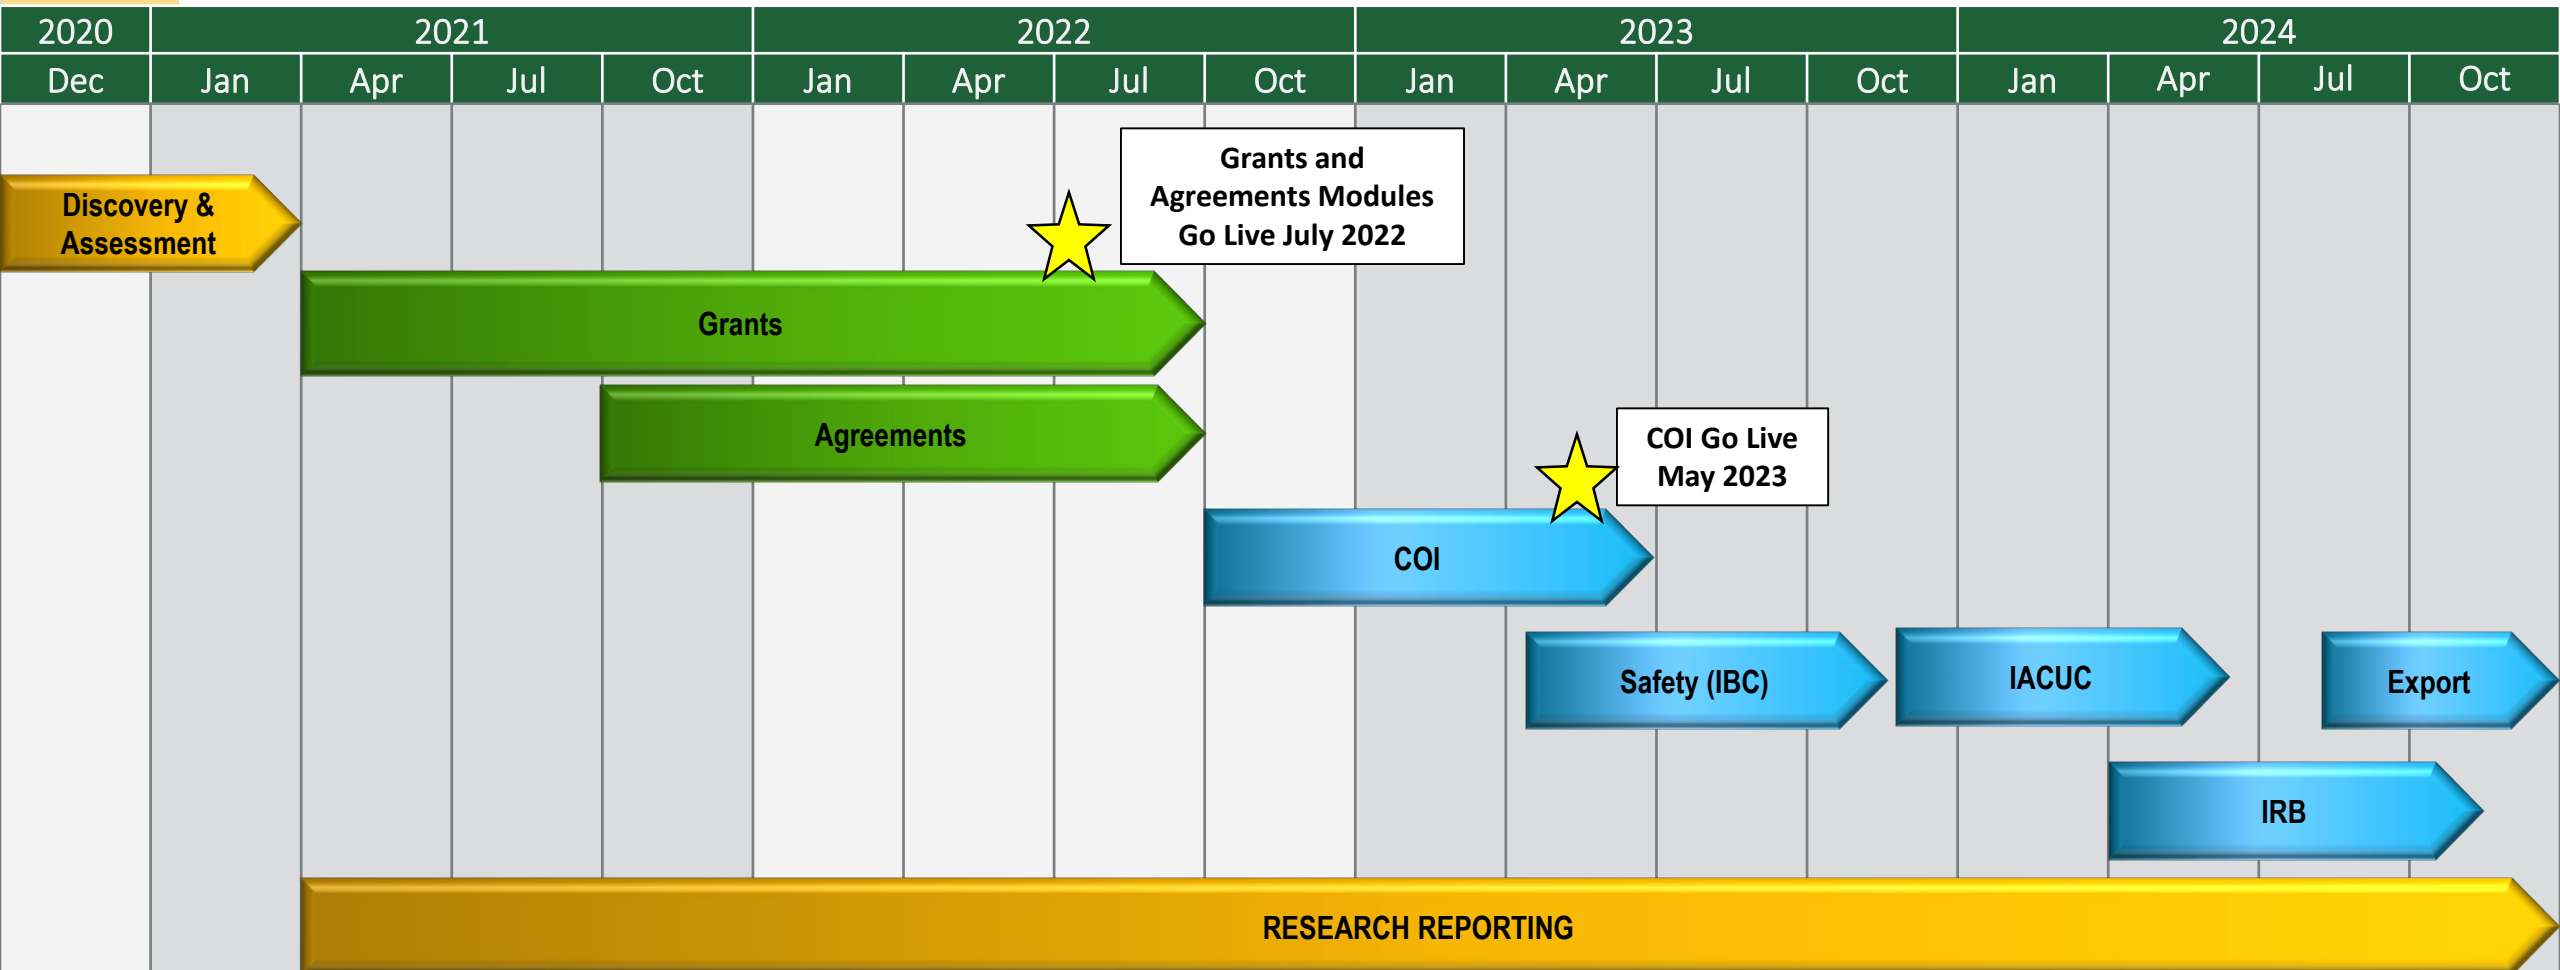 2020 2021 2022 2023 2024
Dec Jan Apr Jul Oct Jan Apr Jul Oct Jan Apr Jul Oct Jan Apr Jul Oct
Grants and
Agreements Modules
Go Live July 2022
Discovery &
Assessment
Grants
Agreements
COI Go Live
May 2023
COI
Safety (IBC)
IACUC
Export
IRB
RESEARCH REPORTING